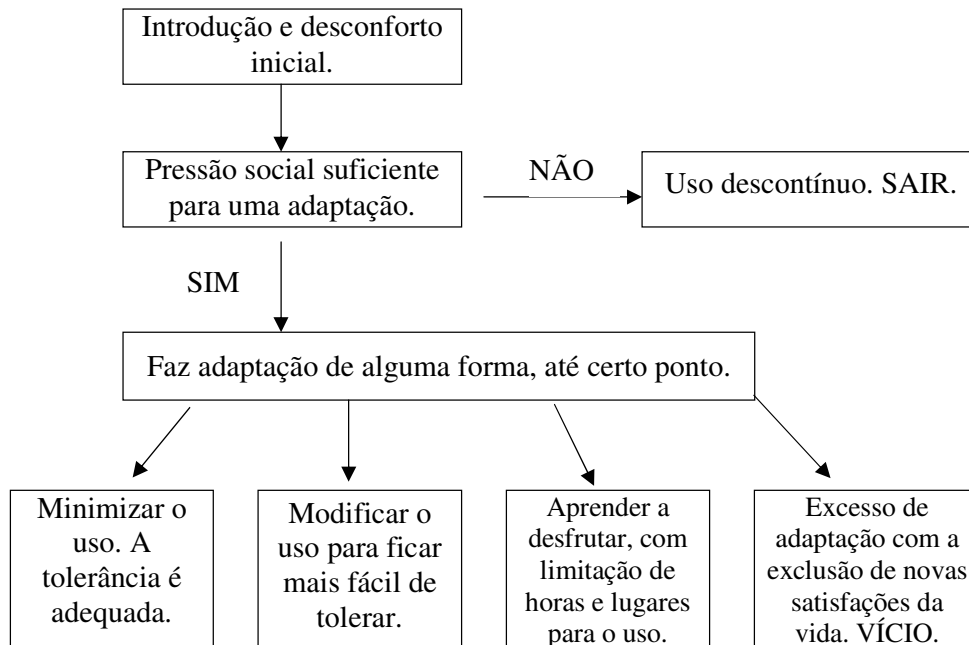 Introdução e desconforto
inicial.
Pressão social suficiente
para uma adaptação.
NÃO
Uso descontínuo. SAIR.
SIM
Faz adaptação de alguma forma, até certo ponto.
Minimizar o
uso. A
tolerância é
adequada.
Modificar o
uso para ficar
mais fácil de
tolerar.
Aprender a
desfrutar, com
limitação de
horas e lugares
para o uso.
Excesso de
adaptação com a
exclusão de novas
satisfações da
vida. VÍCIO.